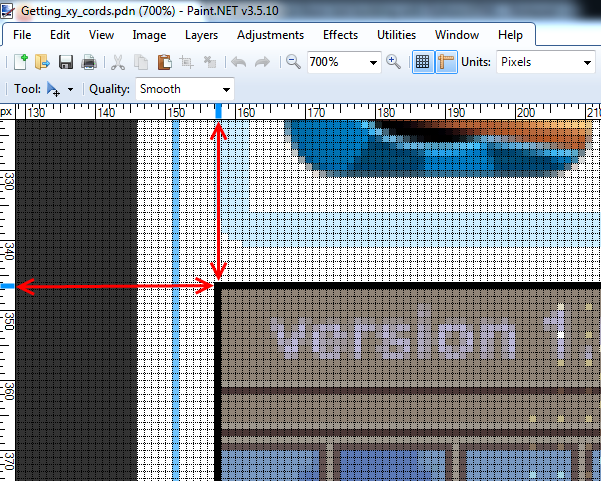 Getting_xy_cords.pdn (700%) - Paint.NET v3.5.10
File Edit View Image Layers Adjustments Effects Utilities Window Help
700% Units: Pixels
Tool: Quality: Smooth
px 130 140 150 160 170 180 190 200 210
330
340
350
360
370
version 1.